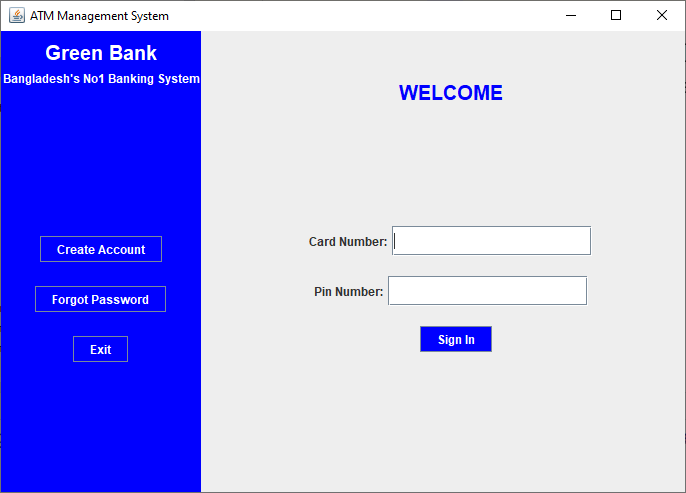 ATM Management System
Green Bank
Bangladesh's No1 Banking System
Create Account
Forgot Password
Exit
WELCOME
Card Number:
Pin Number:
Sign In